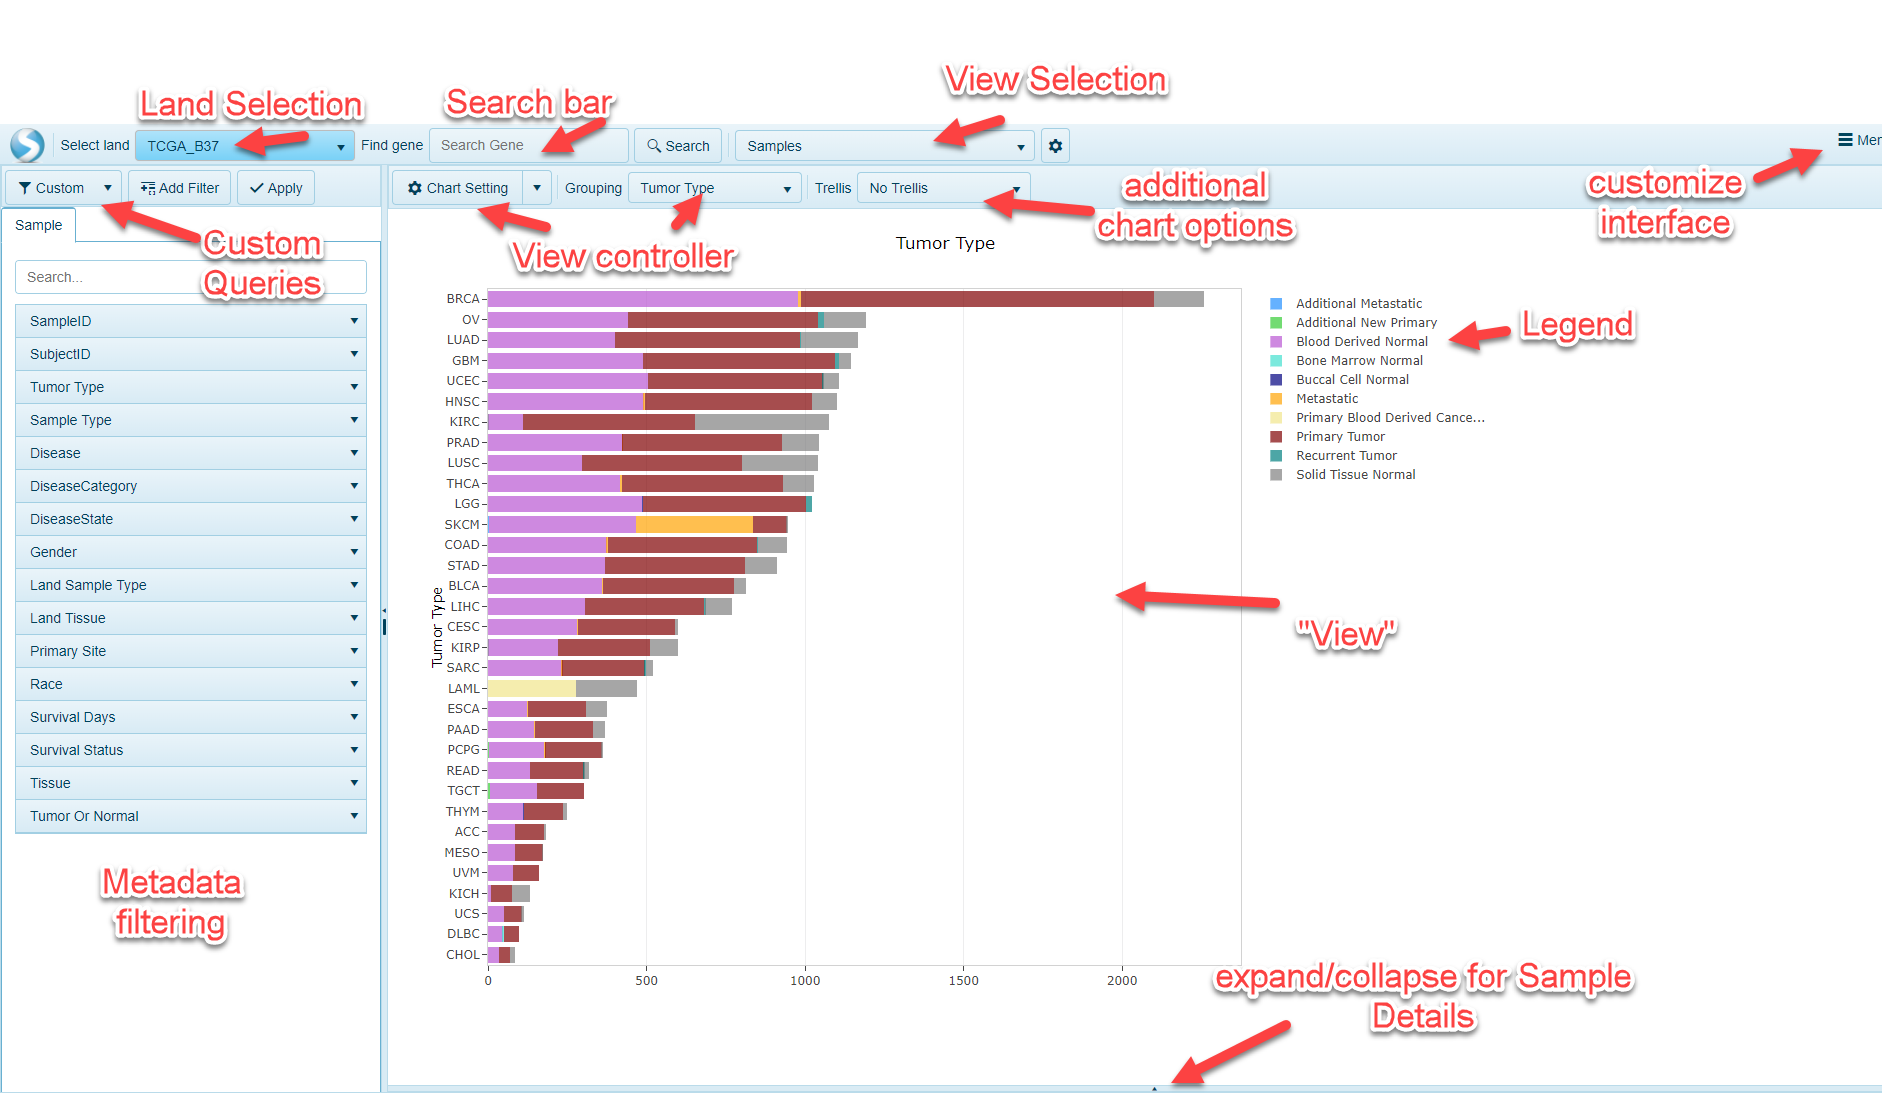 View Selection
Land Selection
Search bar
Select land
TCGA_B37
Find gene
Search Gene
Search
Samples
Custom
Add Filter
Apply
Chart Setting
Grouping
Tumor Type
Trellis
No Trellis
additional
chart options
customize
interface
Sample
Custom
Queries
View controller
Search...
SampleID
SubjectID
Tumor Type
Sample Type
Disease
DiseaseCategory
DiseaseState
Gender
Land Sample Type
Land Tissue
Primary Site
Race
Survival Days
Survival Status
Tissue
Tumor Or Normal
Metadata
filtering
Tumor Type
Tumor Type
BRCA
OV
LUAD
GBM
UCEC
HNSC
KIRC
PRAD
LUSC
THCA
LGG
SKCM
COAD
STAD
BLCA
LIHC
CESC
KIRP
SARC
LAML
ESCA
PAAD
PCPG
READ
TGCT
THYM
ACC
MESO
UVM
KICH
UCS
DLBC
CHOL
0 500 1000 1500 2000
Additional Metastatic
Additional New Primary
Blood Derived Normal
Bone Marrow Normal
Buccal Cell Normal
Metastatic
Primary Blood Derived Cance...
Primary Tumor
Recurrent Tumor
Solid Tissue Normal
Legend
"View"
expand/collapse for Sample
Details